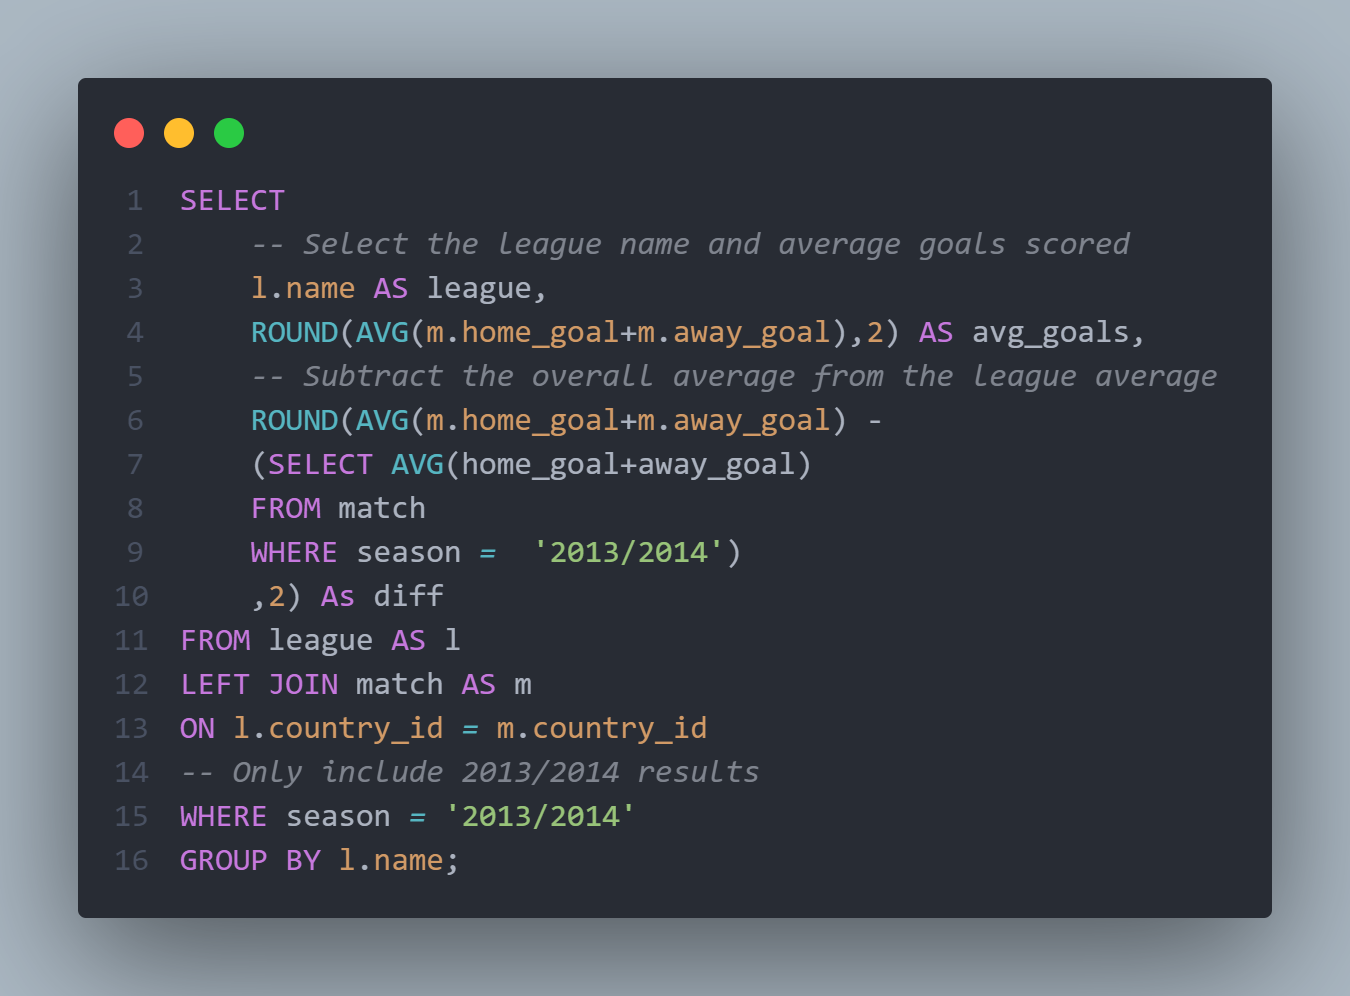 1 SELECT
2     -- Select the league name and average goals scored
3     l.name AS league,
4     ROUND(AVG(m.home_goal+m.away_goal),2) AS avg_goals,
5     -- Subtract the overall average from the league average
6     ROUND(AVG(m.home_goal+m.away_goal) -
7     (SELECT AVG(home_goal+away_goal)
8     FROM match
9     WHERE season =  '2013/2014')
10     ,2) As diff
11 FROM league AS l
12 LEFT JOIN match AS m
13 ON l.country_id = m.country_id
14 -- Only include 2013/2014 results
15 WHERE season = '2013/2014'
16 GROUP BY l.name;